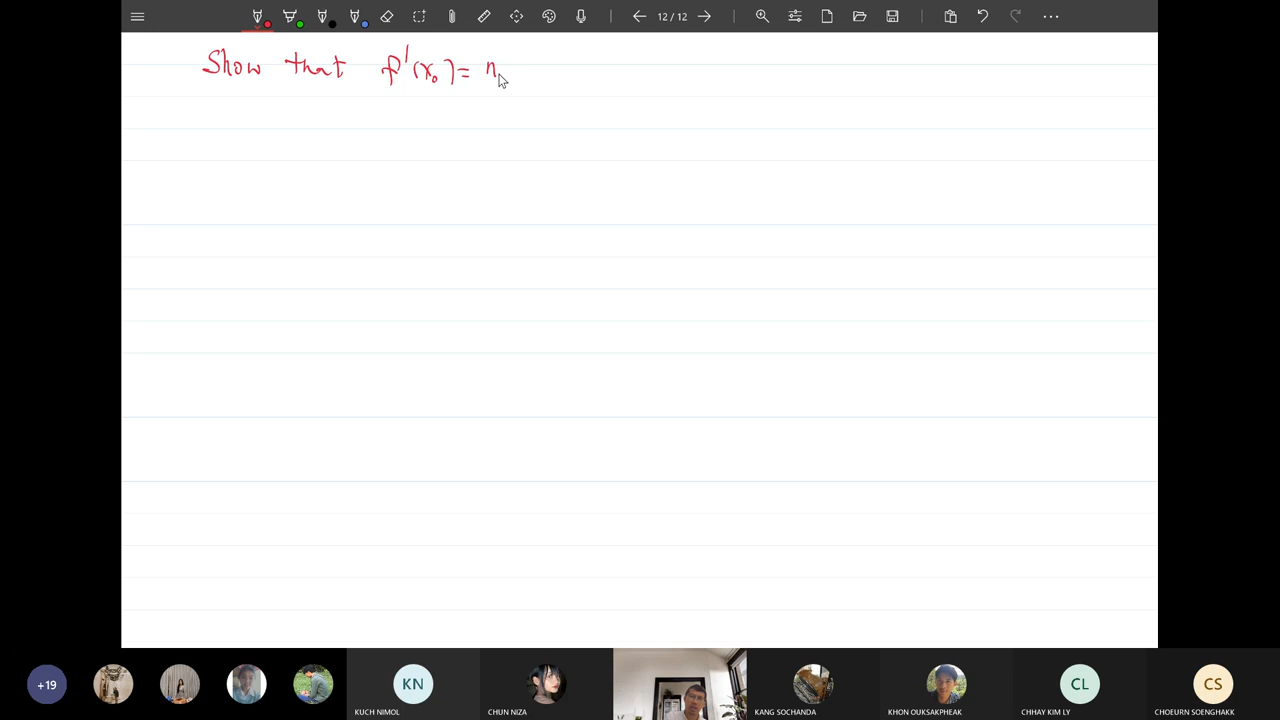 12 / 12
Show that f'(x₀) = n
+19
KN
KUCH NIMOL
CHUN NIZA
KANG SOCHANDA
KHON OUKSAKPHEAK
CL
CHHAY KIM LY
CS
CHOEURN SOENGHAKK